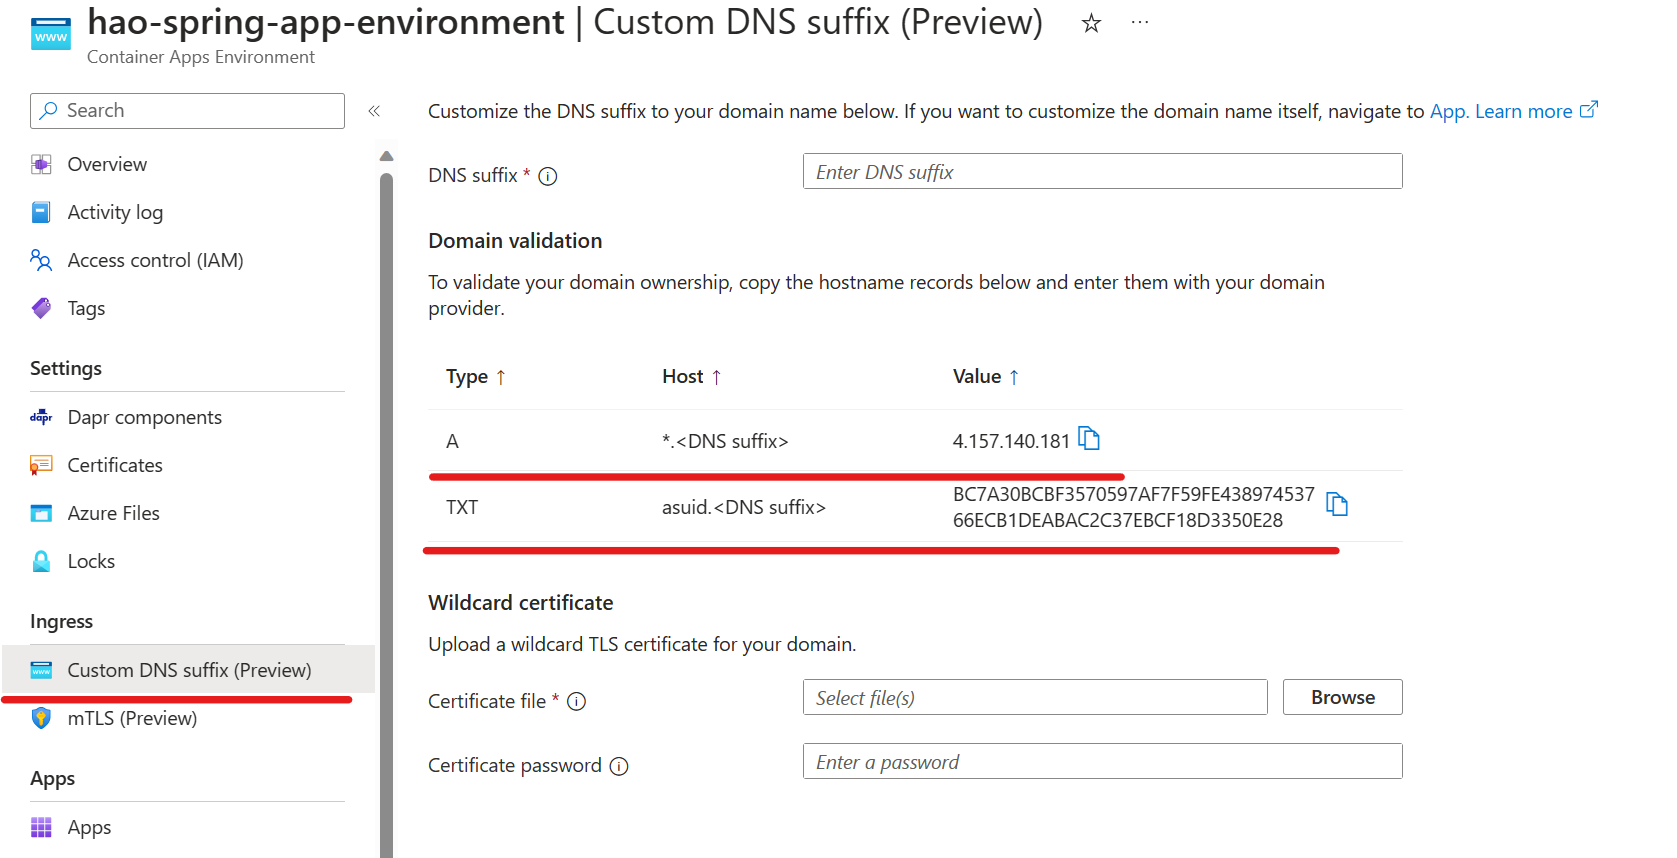 hao-spring-app-environment | Custom DNS suffix (Preview)
Container Apps Environment
Search
Overview
Activity log
Access control (IAM)
Tags
Settings
dapr Dapr components
Certificates
Azure Files
Locks
Ingress
www Custom DNS suffix (Preview)
mTLS (Preview)
Apps
Apps
Customize the DNS suffix to your domain name below. If you want to customize the domain name itself, navigate to App. Learn more
DNS suffix * Enter DNS suffix
Domain validation
To validate your domain ownership, copy the hostname records below and enter them with your domain
provider.
Type ↑ Host ↑ Value ↑
A *.<DNS suffix> 4.157.140.181
TXT asuid.<DNS suffix> BC7A30BCBF3570597AF7F59FE438974537
66ECB1DEABAC2C37EBCF18D3350E28
Wildcard certificate
Upload a wildcard TLS certificate for your domain.
Certificate file * Select file(s) Browse
Certificate password Enter a password